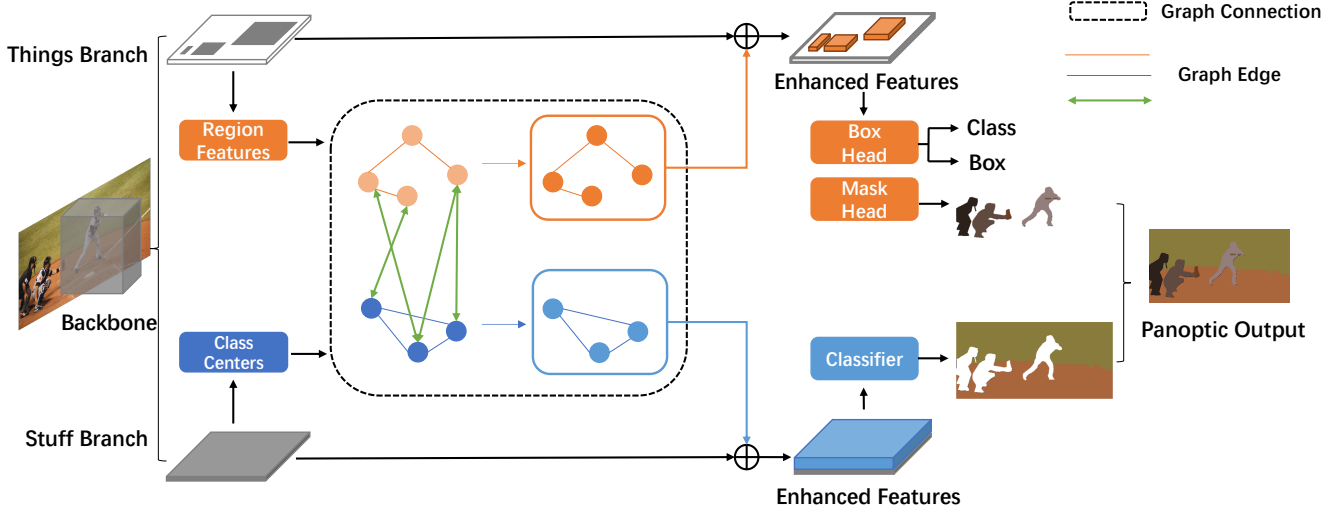 Graph Connection
Things Branch
Graph Edge
Enhanced Features
Region
Features
Box
Head
Class
Box
Mask
Head
Backbone
Class
Centers
Classifier
Panoptic Output
Stuff Branch
Enhanced Features